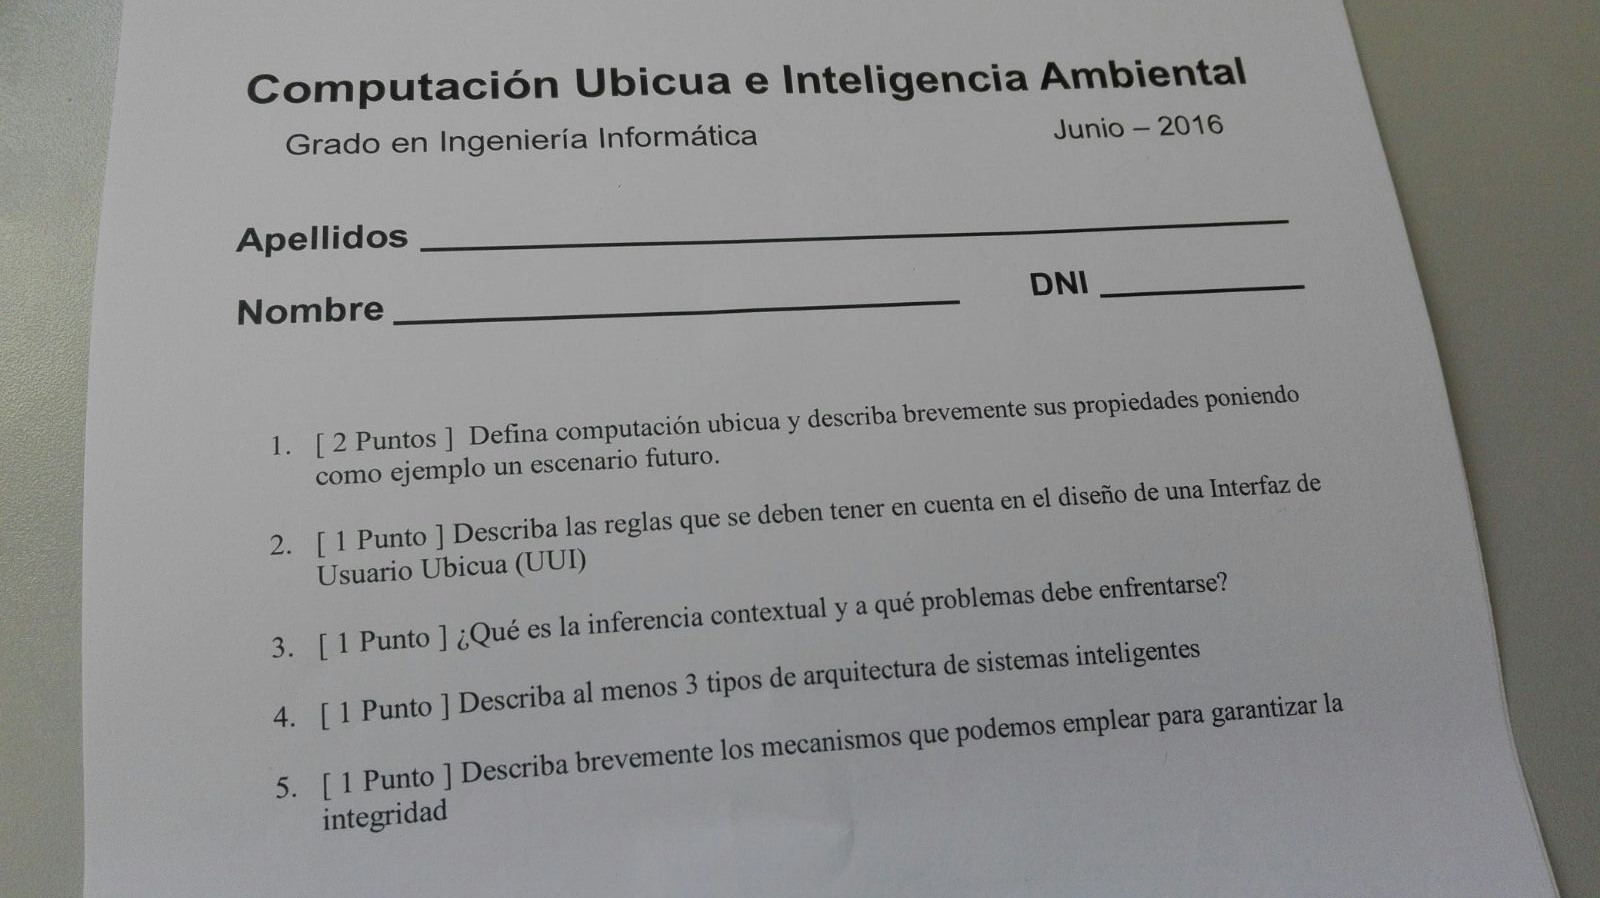 Computación Ubicua e Inteligencia Ambiental
Grado en Ingeniería Informática Junio – 2016
Apellidos
Nombre DNI
1. [ 2 Puntos ] Defina computación ubicua y describa brevemente sus propiedades poniendo
como ejemplo un escenario futuro.
2. [ 1 Punto ] Describa las reglas que se deben tener en cuenta en el diseño de una Interfaz de
Usuario Ubicua (UUI)
3. [ 1 Punto ] ¿Qué es la inferencia contextual y a qué problemas debe enfrentarse?
4. [ 1 Punto ] Describa al menos 3 tipos de arquitectura de sistemas inteligentes
5. [ 1 Punto ] Describa brevemente los mecanismos que podemos emplear para garantizar la
integridad